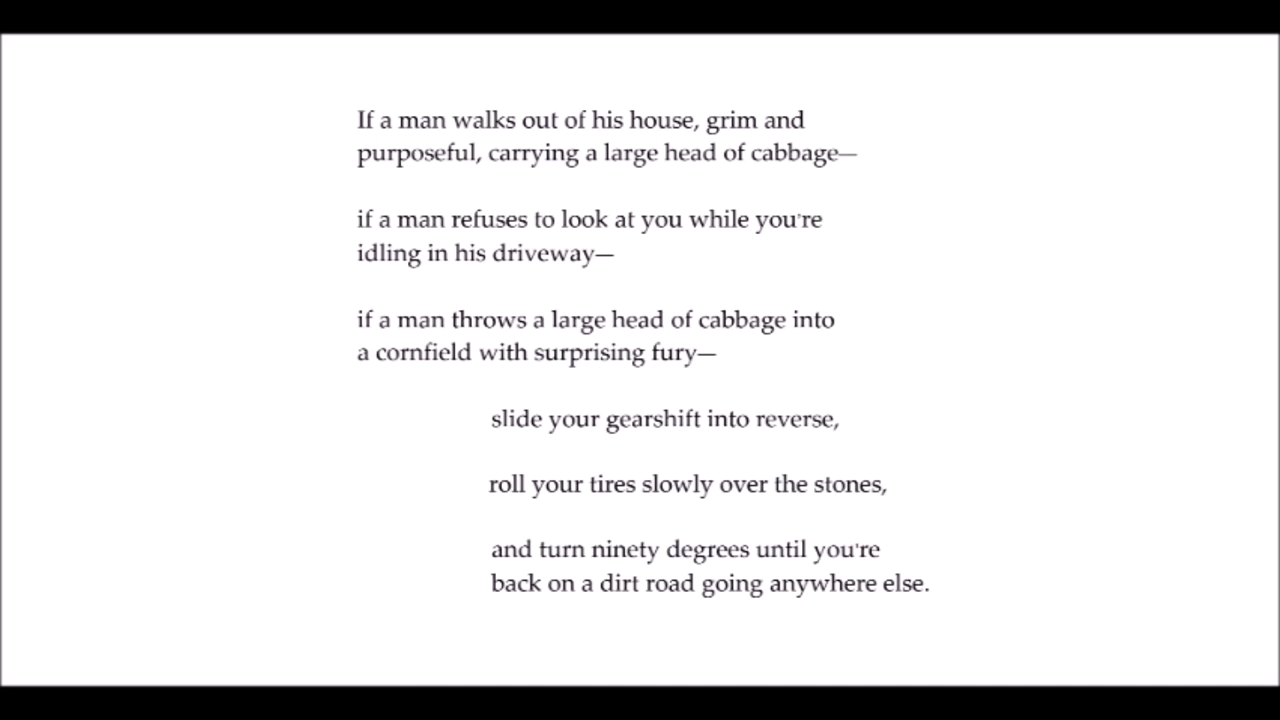 If a man walks out of his house, grim and
purposeful, carrying a large head of cabbage—
if a man refuses to look at you while you're
idling in his driveway—
if a man throws a large head of cabbage into
a cornfield with surprising fury—
slide your gearshift into reverse,
roll your tires slowly over the stones,
and turn ninety degrees until you're
back on a dirt road going anywhere else.